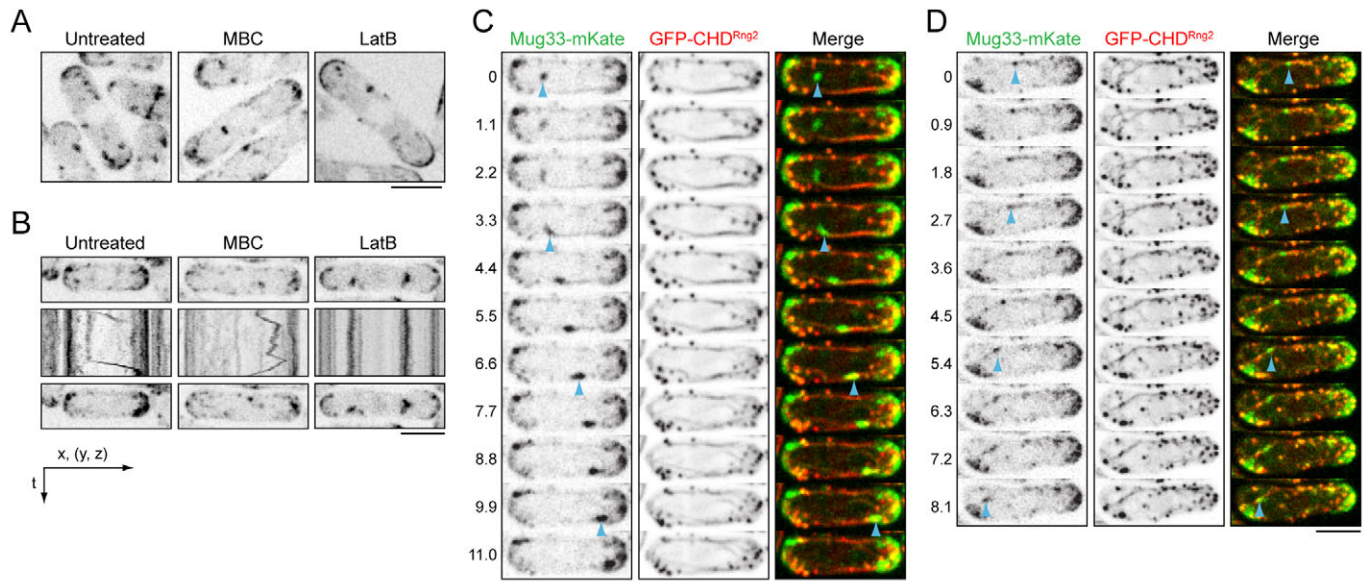 A
Untreated MBC LatB
B
Untreated MBC LatB
x, (y, z)
t
C
Mug33-mKate GFP-CHDRng2 Merge
0
1.1
2.2
3.3
4.4
5.5
6.6
7.7
8.8
9.9
11.0
D
Mug33-mKate GFP-CHDRng2 Merge
0
0.9
1.8
2.7
3.6
4.5
5.4
6.3
7.2
8.1